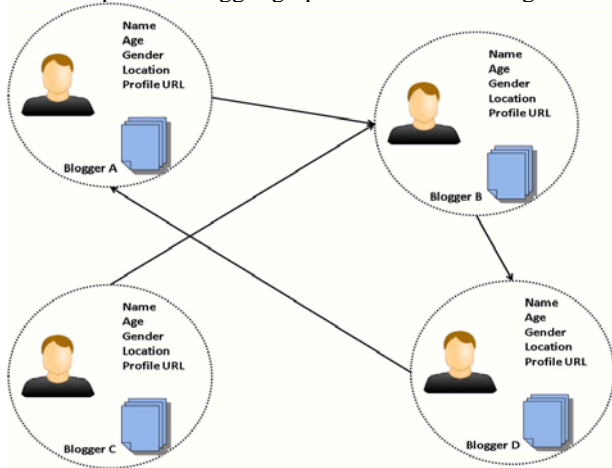 Name
Age
Gender
Location
Profile URL
Blogger A
Name
Age
Gender
Location
Profile URL
Blogger B
Name
Age
Gender
Location
Profile URL
Blogger C
Name
Age
Gender
Location
Profile URL
Blogger D